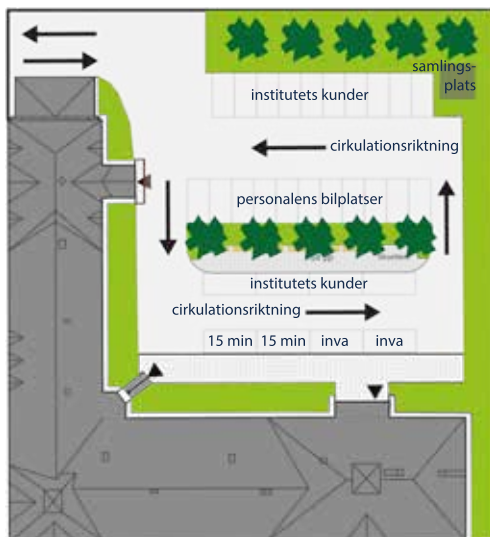 samlings-
plats
institutets kunder
cirkulationsriktning
personalens bilplatser
institutets kunder
cirkulationsriktning
15 min 15 min inva inva